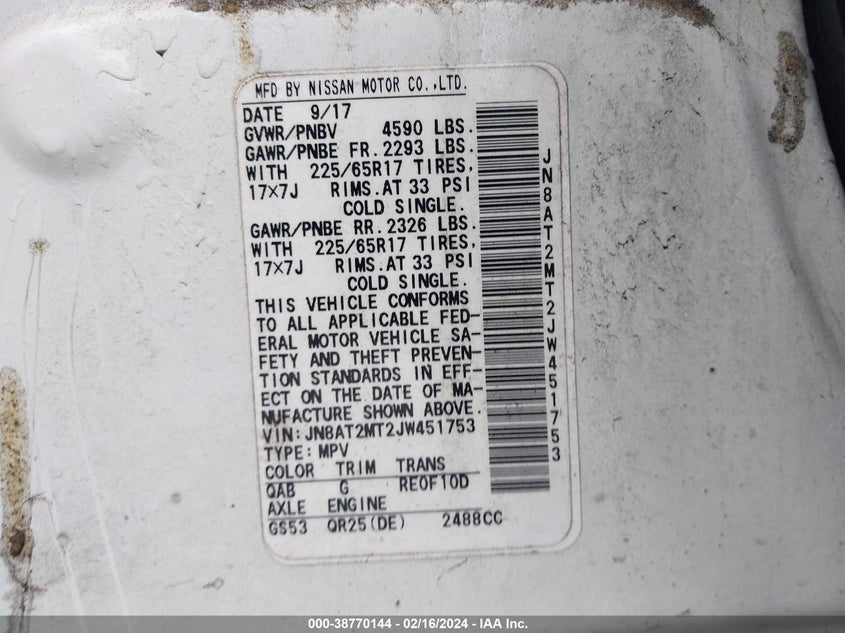 MFD BY NISSAN MOTOR CO.,LTD.
DATE 9/17
GVWR/PNBV 4590 LBS.
GAWR/PNBE FR. 2293 LBS.
WITH 225/65R17 TIRES,
17×7J RIMS.AT 33 PSI
COLD SINGLE.
GAWR/PNBE RR. 2326 LBS.
WITH 225/65R17 TIRES,
17×7J RIMS.AT 33 PSI
COLD SINGLE.
THIS VEHICLE CONFORMS
TO ALL APPLICABLE FED-
ERAL MOTOR VEHICLE SA-
FETY AND THEFT PREVEN-
TION STANDARDS IN EFF-
ECT ON THE DATE OF MA-
NUFACTURE SHOWN ABOVE.
VIN: JN8AT2MT2JW451753
TYPE: MPV
COLOR TRIM TRANS
QAB G RE0F10D
AXLE ENGINE
GS53 QR25(DE) 2488CC
JN8AT2MT2JW451753
000-38770144 - 02/16/2024 - IAA Inc.